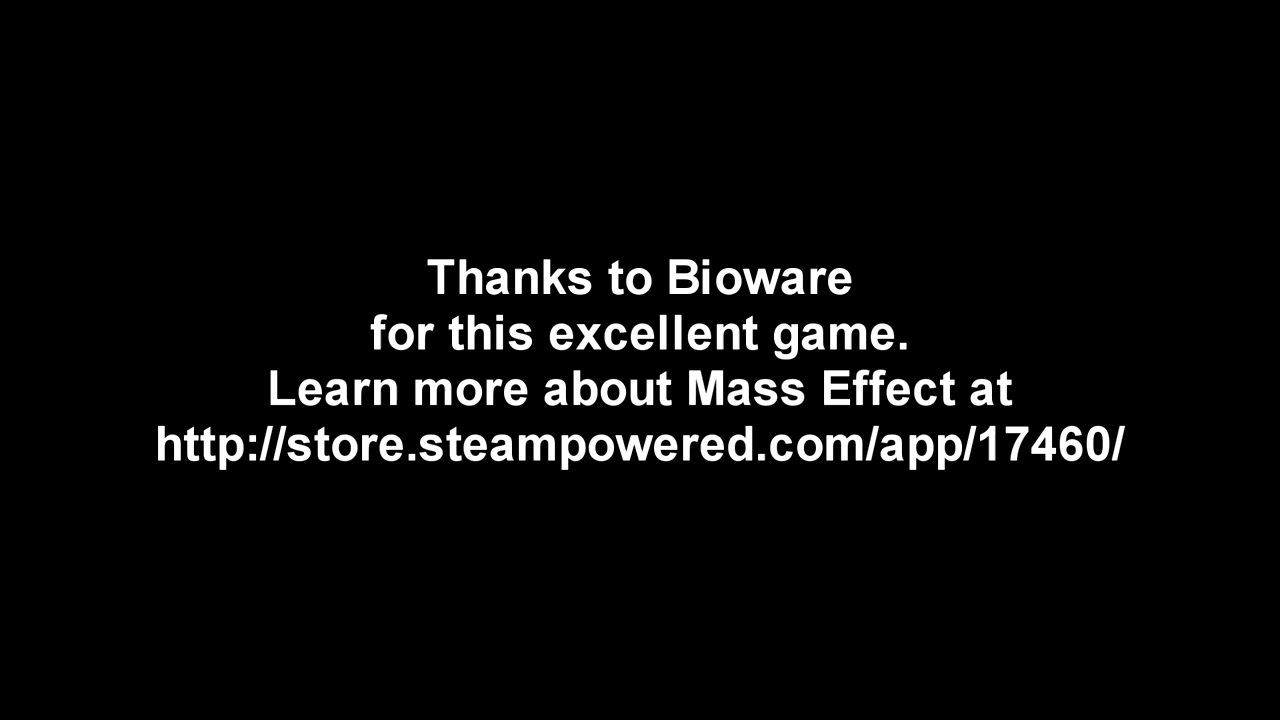 Thanks to Bioware
for this excellent game.
Learn more about Mass Effect at
http://store.steampowered.com/app/17460/